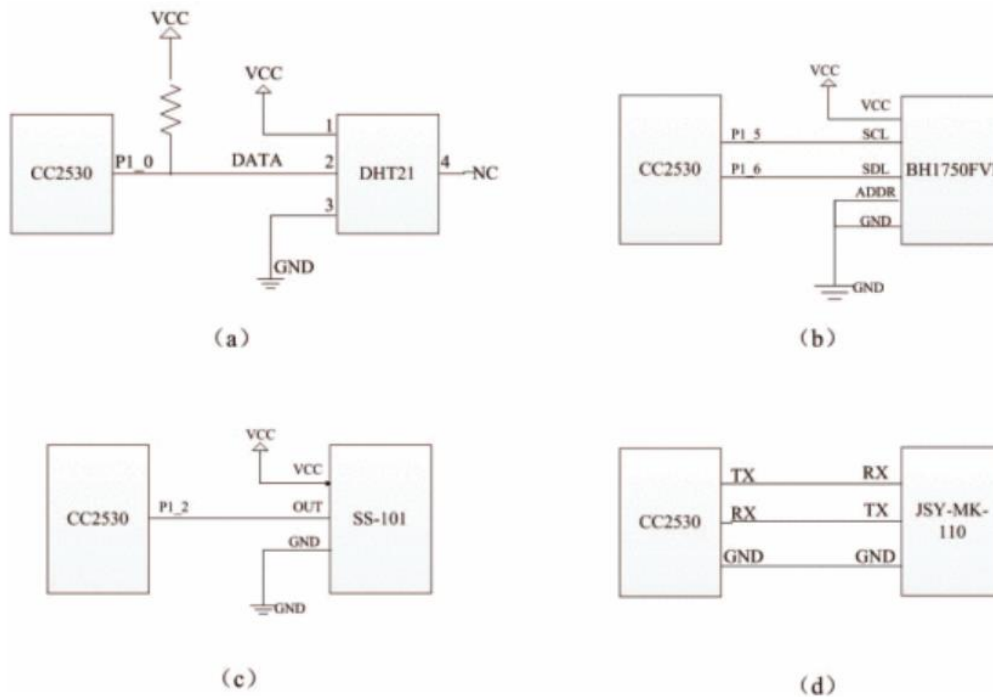 VCC
VCC
1
CC2530
P1_0
DATA
2
DHT21
4
NC
3
GND
(a)
VCC
VCC
P1_5
SCL
CC2530
BH1750FVI
P1_6
SDL
ADDR
GND
GND
(b)
VCC
VCC
CC2530
P1_2
OUT
SS-101
GND
GND
(c)
TX
RX
CC2530
RX
TX
JSY-MK-
110
GND
GND
(d)